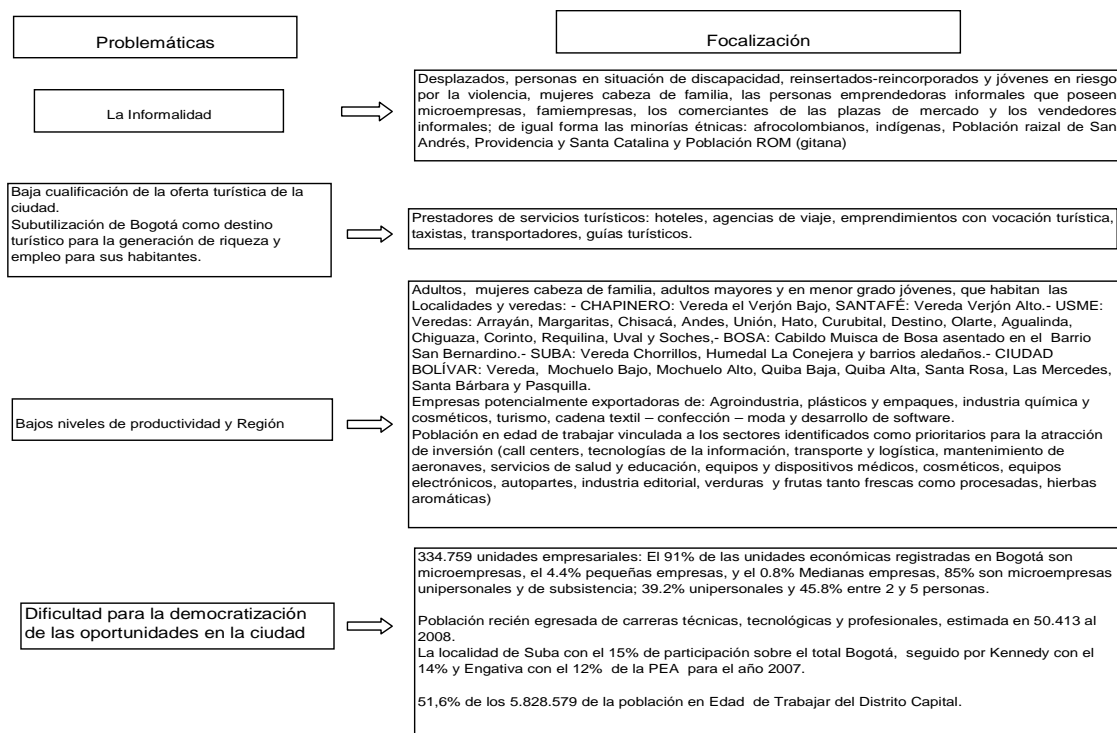 Problemáticas
Focalización
La Informalidad
Desplazados, personas en situación de discapacidad, reinsertados-reincorporados y jóvenes en riesgo
por la violencia, mujeres cabeza de familia, las personas emprendedoras informales que poseen
microempresas, famiempresas, los comerciantes de las plazas de mercado y los vendedores
informales; de igual forma las minorías étnicas: afrocolombianos, indígenas, Población raizal de San
Andrés, Providencia y Santa Catalina y Población ROM (gitana)
Baja cualificación de la oferta turística de la
ciudad.
Subutilización de Bogotá como destino
turístico para la generación de riqueza y
empleo para sus habitantes.
Prestadores de servicios turísticos: hoteles, agencias de viaje, emprendimientos con vocación turística,
taxistas, transportadores, guías turísticos.
Bajos niveles de productividad y Región
Adultos, mujeres cabeza de familia, adultos mayores y en menor grado jóvenes, que habitan las
Localidades y veredas: - CHAPINERO: Vereda el Verjón Bajo, SANTAFÉ: Vereda Verjón Alto.- USME:
Veredas: Arrayán, Margaritas, Chisacá, Andes, Unión, Hato, Curubital, Destino, Olarte, Agualinda,
Chiguaza, Corinto, Requilina, Uval y Soches,- BOSA: Cabildo Muisca de Bosa asentado en el Barrio
San Bernardino.- SUBA: Vereda Chorrillos, Humedal La Conejera y barrios aledaños.- CIUDAD
BOLÍVAR: Vereda, Mochuelo Bajo, Mochuelo Alto, Quiba Baja, Quiba Alta, Santa Rosa, Las Mercedes,
Santa Bárbara y Pasquilla.
Empresas potencialmente exportadoras de: Agroindustria, plásticos y empaques, industria química y
cosméticos, turismo, cadena textil – confección – moda y desarrollo de software.
Población en edad de trabajar vinculada a los sectores identificados como prioritarios para la atracción
de inversión (call centers, tecnologías de la información, transporte y logística, mantenimiento de
aeronaves, servicios de salud y educación, equipos y dispositivos médicos, cosméticos, equipos
electrónicos, autopartes, industria editorial, verduras y frutas tanto frescas como procesadas, hierbas
aromáticas)
Dificultad para la democratización
de las oportunidades en la ciudad
334.759 unidades empresariales: El 91% de las unidades económicas registradas en Bogotá son
microempresas, el 4.4% pequeñas empresas, y el 0.8% Medianas empresas, 85% son microempresas
unipersonales y de subsistencia; 39.2% unipersonales y 45.8% entre 2 y 5 personas.
Población recién egresada de carreras técnicas, tecnológicas y profesionales, estimada en 50.413 al
2008.
La localidad de Suba con el 15% de participación sobre el total Bogotá, seguido por Kennedy con el
14% y Engativa con el 12% de la PEA para el año 2007.
51,6% de los 5.828.579 de la población en Edad de Trabajar del Distrito Capital.